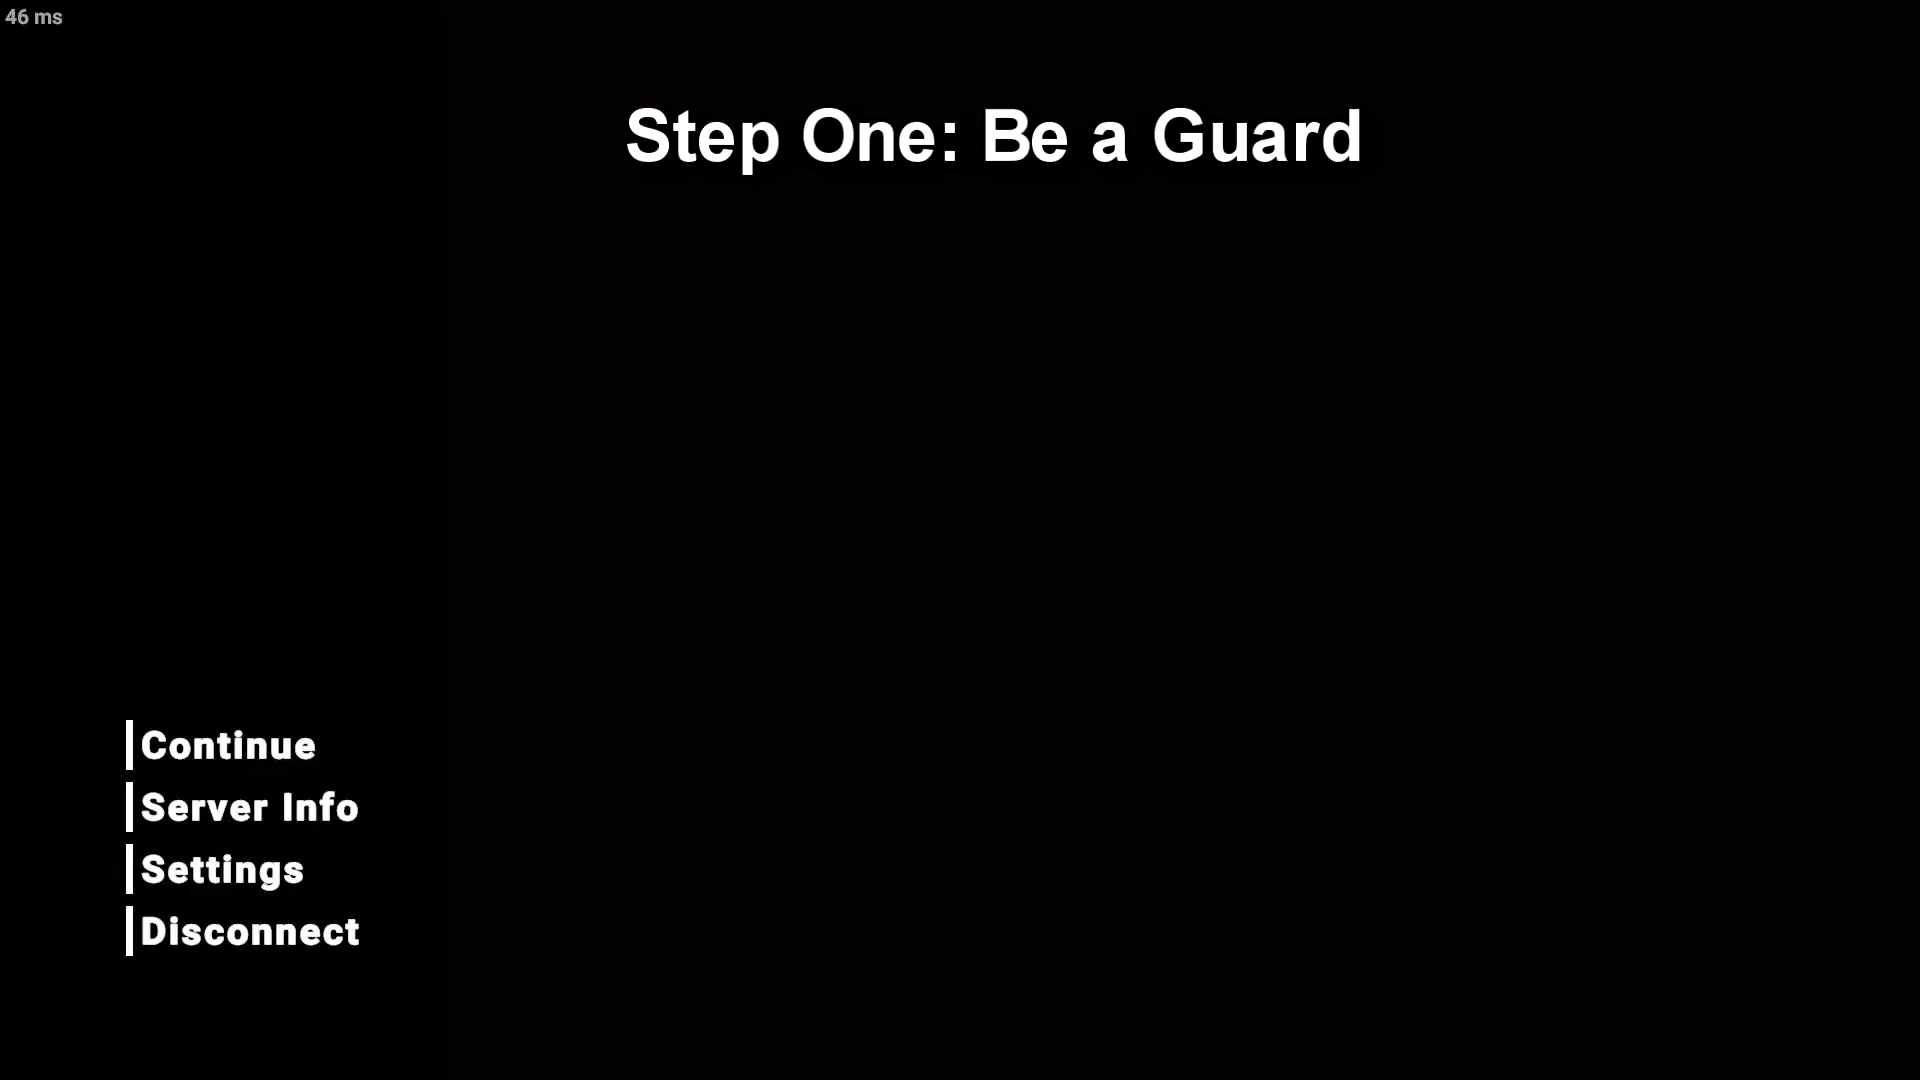 46 ms
Step One: Be a Guard
Continue
Server Info
Settings
Disconnect